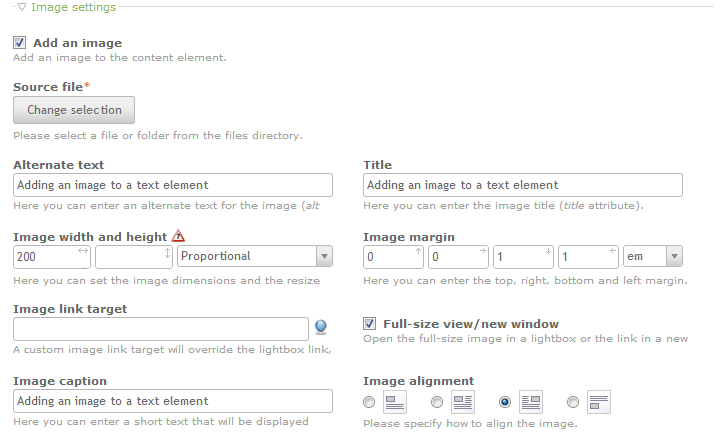 Image settings
Add an image
Add an image to the content element.
Source file*
Change selection
Please select a file or folder from the files directory.
Alternate text
Adding an image to a text element
Here you can enter an alternate text for the image (alt
Title
Adding an image to a text element
Here you can enter the image title (title attribute).
Image width and height
200
Proportional
Here you can set the image dimensions and the resize
Image margin
0 0 1 1 em
Here you can enter the top, right, bottom and left margin.
Image link target
A custom image link target will override the lightbox link,
Full-size view/new window
Open the full-size image in a lightbox or the link in a new
Image caption
Adding an image to a text element
Here you can enter a short text that will be displayed
Image alignment
Please specify how to align the image.